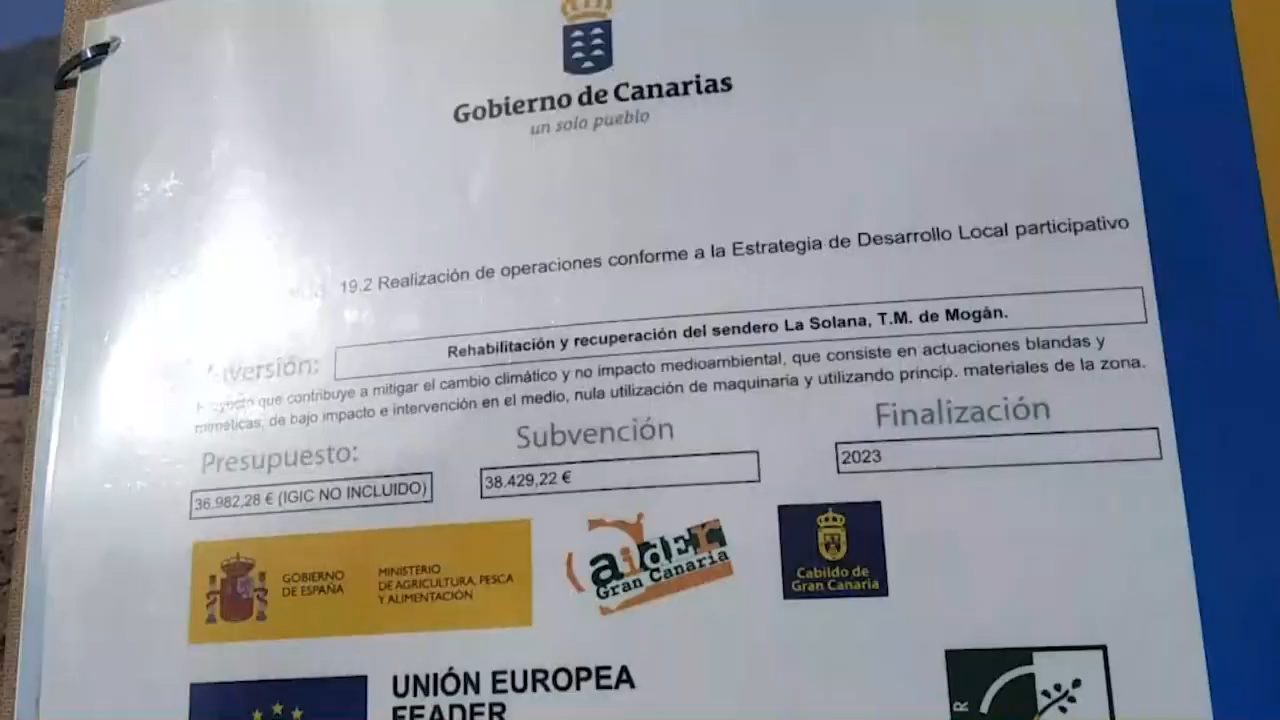 Gobierno de Canarias
un solo pueblo
19.2 Realización de operaciones conforme a la Estrategia de Desarrollo Local participativo
Rehabilitación y recuperación del sendero La Solana, T.M. de Mogán.
que contribuye a mitigar el cambio climático y no impacto medioambiental, que consiste en actuaciones blandas y
miméticas, de bajo impacto e intervención en el medio, nula utilización de maquinaria y utilizando princip. materiales de la zona.
Presupuesto:
Subvención
Finalización
36.982,28 € (IGIC NO INCLUIDO)
38.429,22 €
2023
GOBIERNO
DE ESPAÑA
MINISTERIO
DE AGRICULTURA, PESCA
Y ALIMENTACIÓN
aider
Gran Canaria
Cabildo de
Gran Canaria
UNIÓN EUROPEA
FEADER